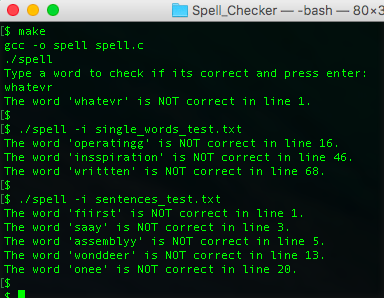 Spell_Checker — -bash — 80×3
[$ make
gcc -o spell spell.c
./spell
Type a word to check if its correct and press enter:
whatevr
The word 'whatevr' is NOT correct in line 1.
[$
[$ ./spell -i single_words_test.txt
The word 'operatingg' is NOT correct in line 16.
The word 'insspiration' is NOT correct in line 46.
The word 'writtten' is NOT correct in line 68.
[$
[$ ./spell -i sentences_test.txt
The word 'fiirst' is NOT correct in line 1.
The word 'saay' is NOT correct in line 3.
The word 'assemblyy' is NOT correct in line 5.
The word 'wonddeer' is NOT correct in line 13.
The word 'onee' is NOT correct in line 20.
[$
$